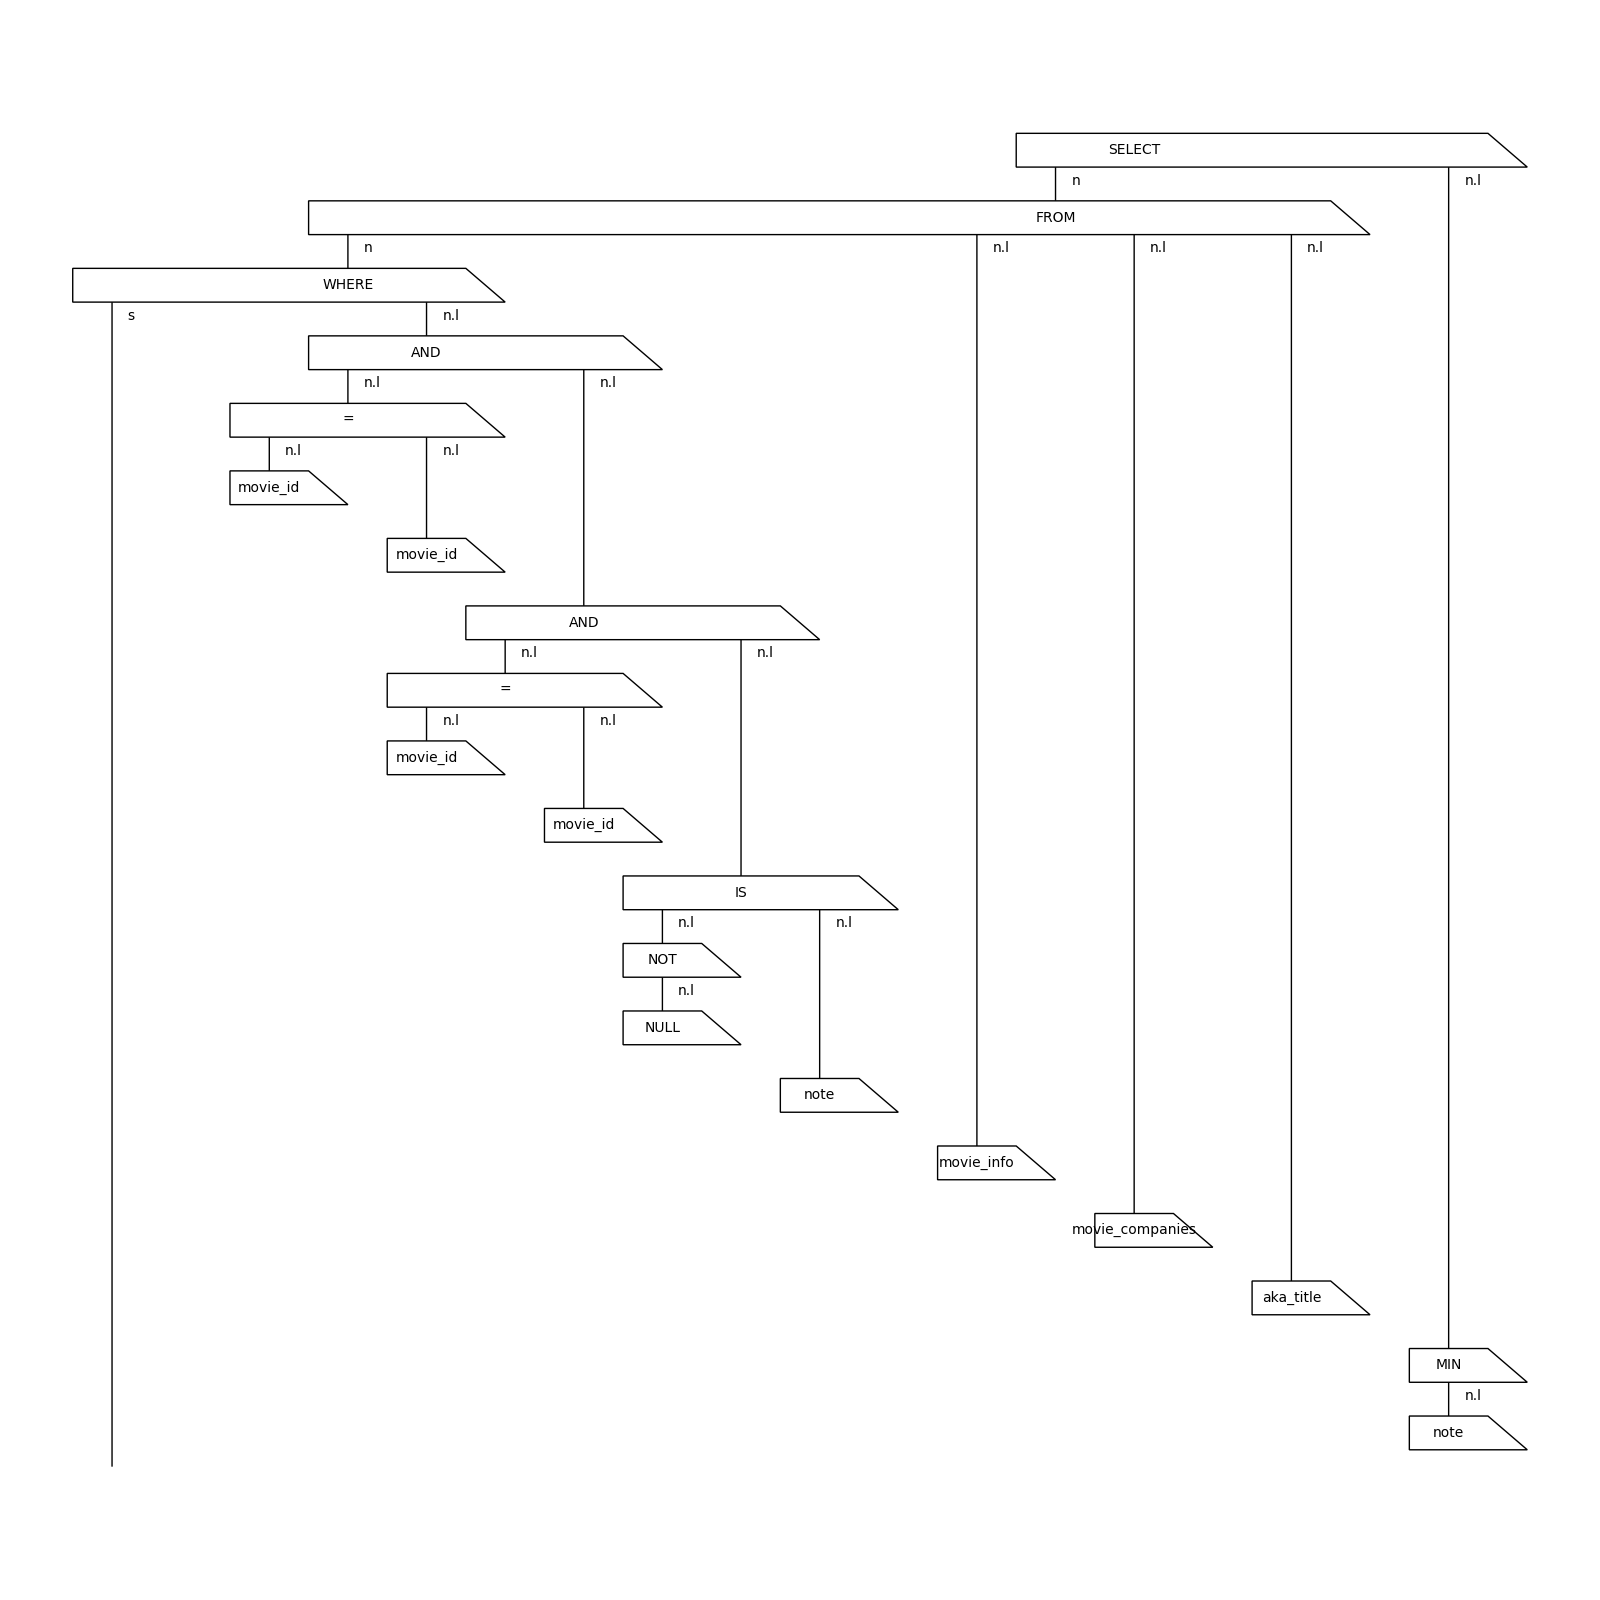 SELECT
n n.l
FROM
n n.l n.l n.l
WHERE
s n.l
AND
n.l n.l
=
n.l n.l
movie_id
movie_id
AND
n.l n.l
=
n.l n.l
movie_id
movie_id
IS
n.l n.l
NOT
n.l
NULL
note
movie_info
movie_companies
aka_title
MIN
n.l
note